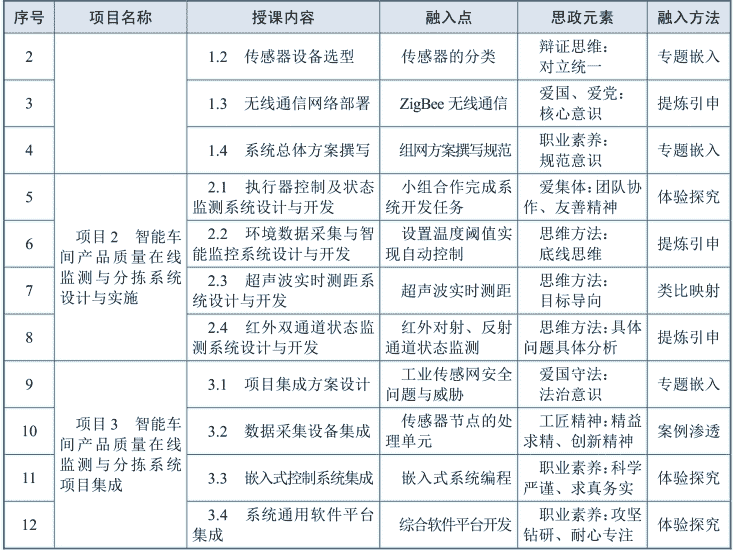 序号 项目名称 授课内容 融入点 思政元素 融入方法
2 1.2 传感器设备选型 传感器的分类 辩证思维：
对立统一 专题嵌入
3 1.3 无线通信网络部署 ZigBee 无线通信 爱国、爱党：
核心意识 提炼引申
4 1.4 系统总体方案撰写 组网方案撰写规范 职业素养：
规范意识 专题嵌入
项目2 智能车
间产品质量在线
监测与分拣系统
设计与实施
5 2.1 执行器控制及状态
监测系统设计与开发 小组合作完成系
统开发任务 爱集体：团队协
作、友善精神 体验探究
6 2.2 环境数据采集与智
能监控系统设计与开发 设置温度阈值实
现自动控制 思维方法：
底线思维 提炼引申
7 2.3 超声波实时测距系
统设计与开发 超声波实时测距 思维方法：
目标导向 类比映射
8 2.4 红外双通道状态监
测系统设计与开发 红外对射、反射
通道状态监测 思维方法：具体
问题具体分析 提炼引申
项目3 智能车
间产品质量在线
监测与分拣系统
项目集成
9 3.1 项目集成方案设计 工业传感网安全
问题与威胁 爱国守法：
法治意识 专题嵌入
10 3.2 数据采集设备集成 传感器节点的处
理单元 工匠精神：精益
求精、创新精神 案例渗透
11 3.3 嵌入式控制系统集成 嵌入式系统编程 职业素养：科学
严谨、求真务实 体验探究
12 3.4 系统通用软件平台
集成 综合软件平台开发 职业素养：攻坚
钻研、耐心专注 体验探究